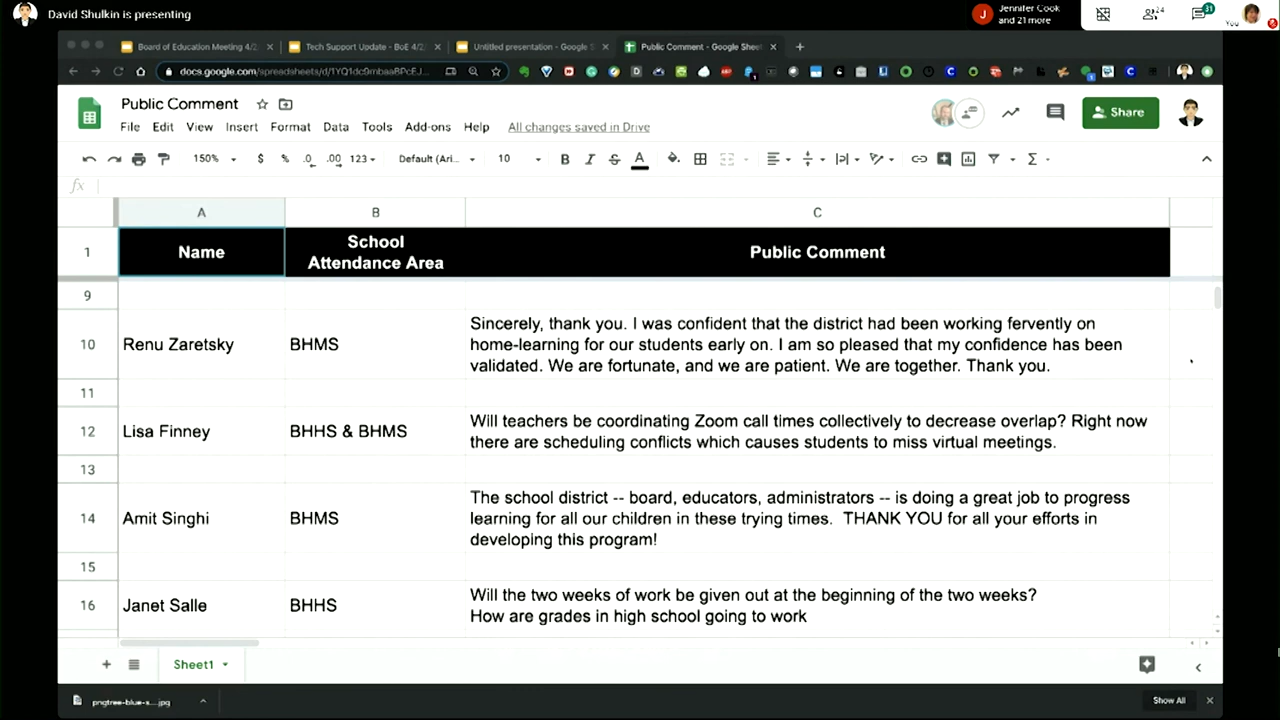 David Shulkin is presenting
Jennifer Cook
and 21 more
24
31
You
Board of Education Meeting 4/2
Tech Support Update - BoE 4/2
Untitled presentation - Google S
Public Comment - Google Sheet
Public Comment
File Edit View Insert Format Data Tools Add-ons Help All changes saved in Drive
Share
150% $ % .0 .00 123 Default (Ari... 10 B I S A
fx
A B C
1 Name School Attendance Area Public Comment
9
10 Renu Zaretsky BHMS Sincerely, thank you. I was confident that the district had been working fervently on
home-learning for our students early on. I am so pleased that my confidence has been
validated. We are fortunate, and we are patient. We are together. Thank you.
11
12 Lisa Finney BHHS & BHMS Will teachers be coordinating Zoom call times collectively to decrease overlap? Right now
there are scheduling conflicts which causes students to miss virtual meetings.
13
14 Amit Singhi BHMS The school district -- board, educators, administrators -- is doing a great job to progress
learning for all our children in these trying times. THANK YOU for all your efforts in
developing this program!
15
16 Janet Salle BHHS Will the two weeks of work be given out at the beginning of the two weeks?
How are grades in high school going to work
Sheet1
pngtree-blue-s....jpg
Show All